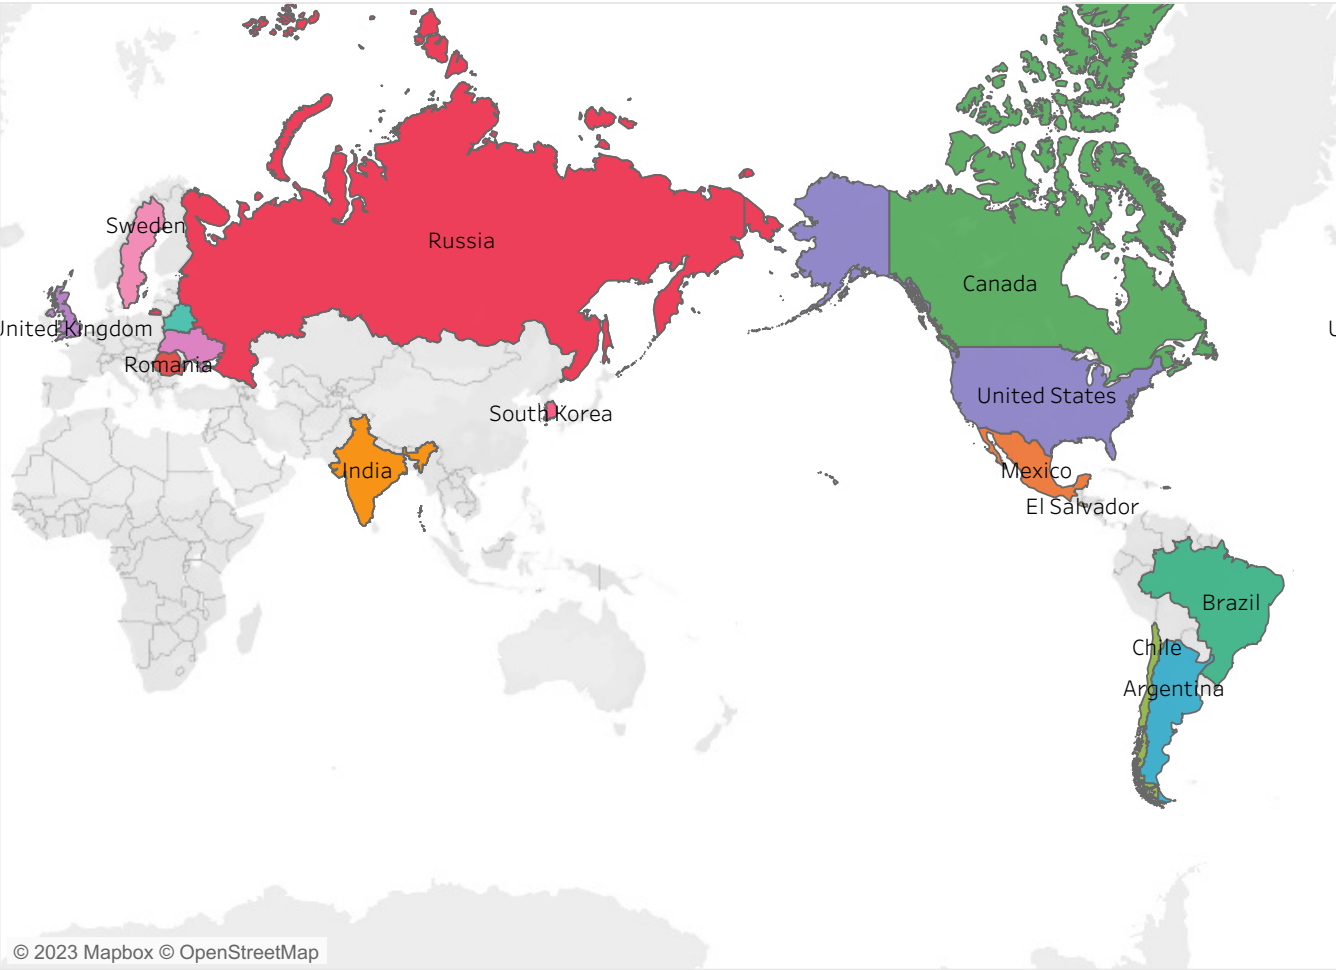 Sweden
Russia
Canada
United Kingdom
Romania
United States
South Korea
India
Mexico
El Salvador
Brazil
Chile
Argentina
© 2023 Mapbox © OpenStreetMap